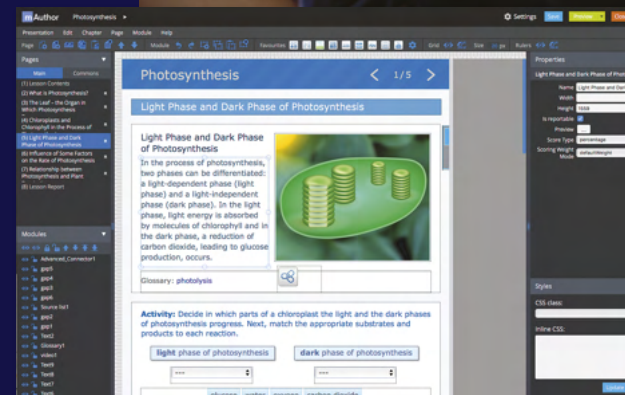 mAuthor Photosynthesis
Settings Save Preview Close
Presentation Edit Chapter Page Module Help
Page Module Favourites Grid Size px Rulers
Pages
Main Commons
(1) Lesson Contents
(2) What is Photosynthesis?
(3) The Leaf – the Organ in
Which Photosynthesis
(4) Chloroplasts and
Chlorophyll in the Process of
(5) Light Phase and Dark
Phase of Photosynthesis
(6) Influence of Some Factors
on the Rate of Photosynthesis
(7) Relationship between
Photosynthesis and Plant
(8) Lesson Report
Modules
Advanced_Connector1
gap5
gap4
gap3
gap6
Source list1
gap2
gap1
Text2
Glossary1
video1
Text9
Text6
Text7
Text5
Photosynthesis
1/5
Light Phase and Dark Phase of Photosynthesis
Light Phase and Dark Phase
of Photosynthesis
In the process of photosynthesis,
two phases can be differentiated:
a light-dependent phase (light
phase) and a light-independent
phase (dark phase). In the light
phase, light energy is absorbed
by molecules of chlorophyll and in
the dark phase, a reduction of
carbon dioxide, leading to glucose
production, occurs.
Glossary: photolysis
Activity: Decide in which parts of a chloroplast the light and the dark phases
of photosynthesis progress. Next, match the appropriate substrates and
products to each reaction.
light phase of photosynthesis dark phase of photosynthesis
--- ---
glucose water oxygen carbon dioxide
Properties
Light Phase and Dark Phase of Phot
Name Light Phase and Dar
Width
Height 1508
Is reportable
Preview ...
Score Type percentage
Scoring Weight
Mode defaultWeight
Styles
CSS class:
Inline CSS:
Update